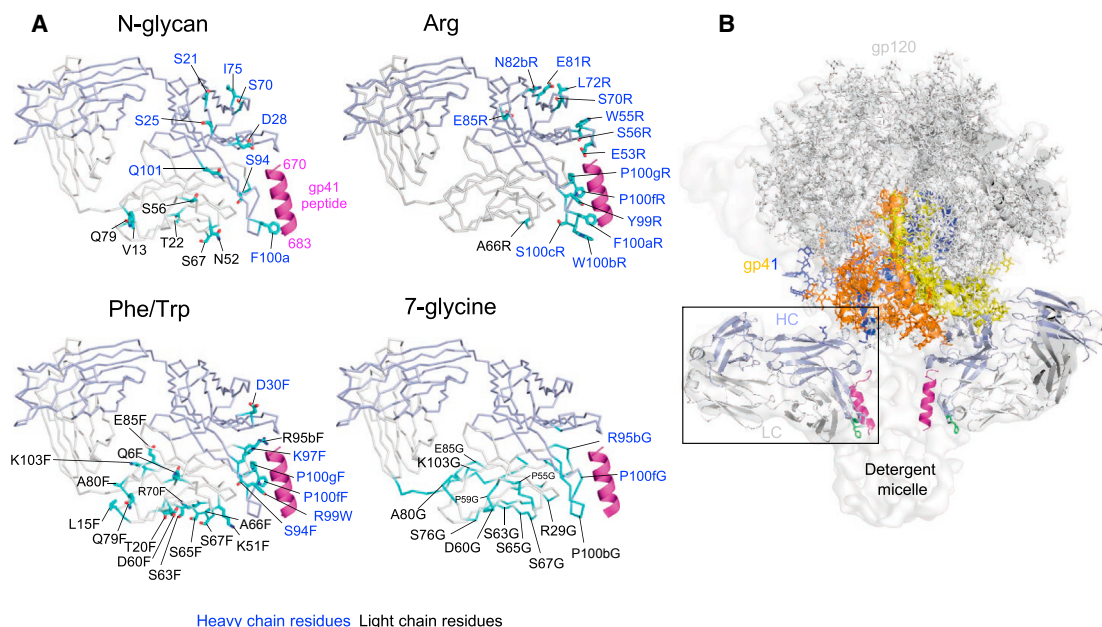 A
N-glycan
S21
I75
S70
S25
D28
Q101
S94
670
gp41
peptide
S56
Q79
V13
T22
S67
N52
683
F100a
Arg
N82bR
E81R
L72R
S70R
E85R
W55R
S56R
E53R
P100gR
P100fR
Y99R
A66R
F100aR
S100cR
W100bR
Phe/Trp
D30F
E85F
R95bF
Q6F
K97F
K103F
P100gF
A80F
R70F
P100fF
R99W
L15F
A66F
S94F
Q79F
T20F
S67F
K51F
D60F
S65F
S63F
7-glycine
R95bG
E85G
K103G
P55G
P100fG
P59G
A80G
S76G
S63G
R29G
D60G
S65G
S67G
P100bG
Heavy chain residues Light chain residues
B
gp120
gp41
HC
LC
Detergent
micelle